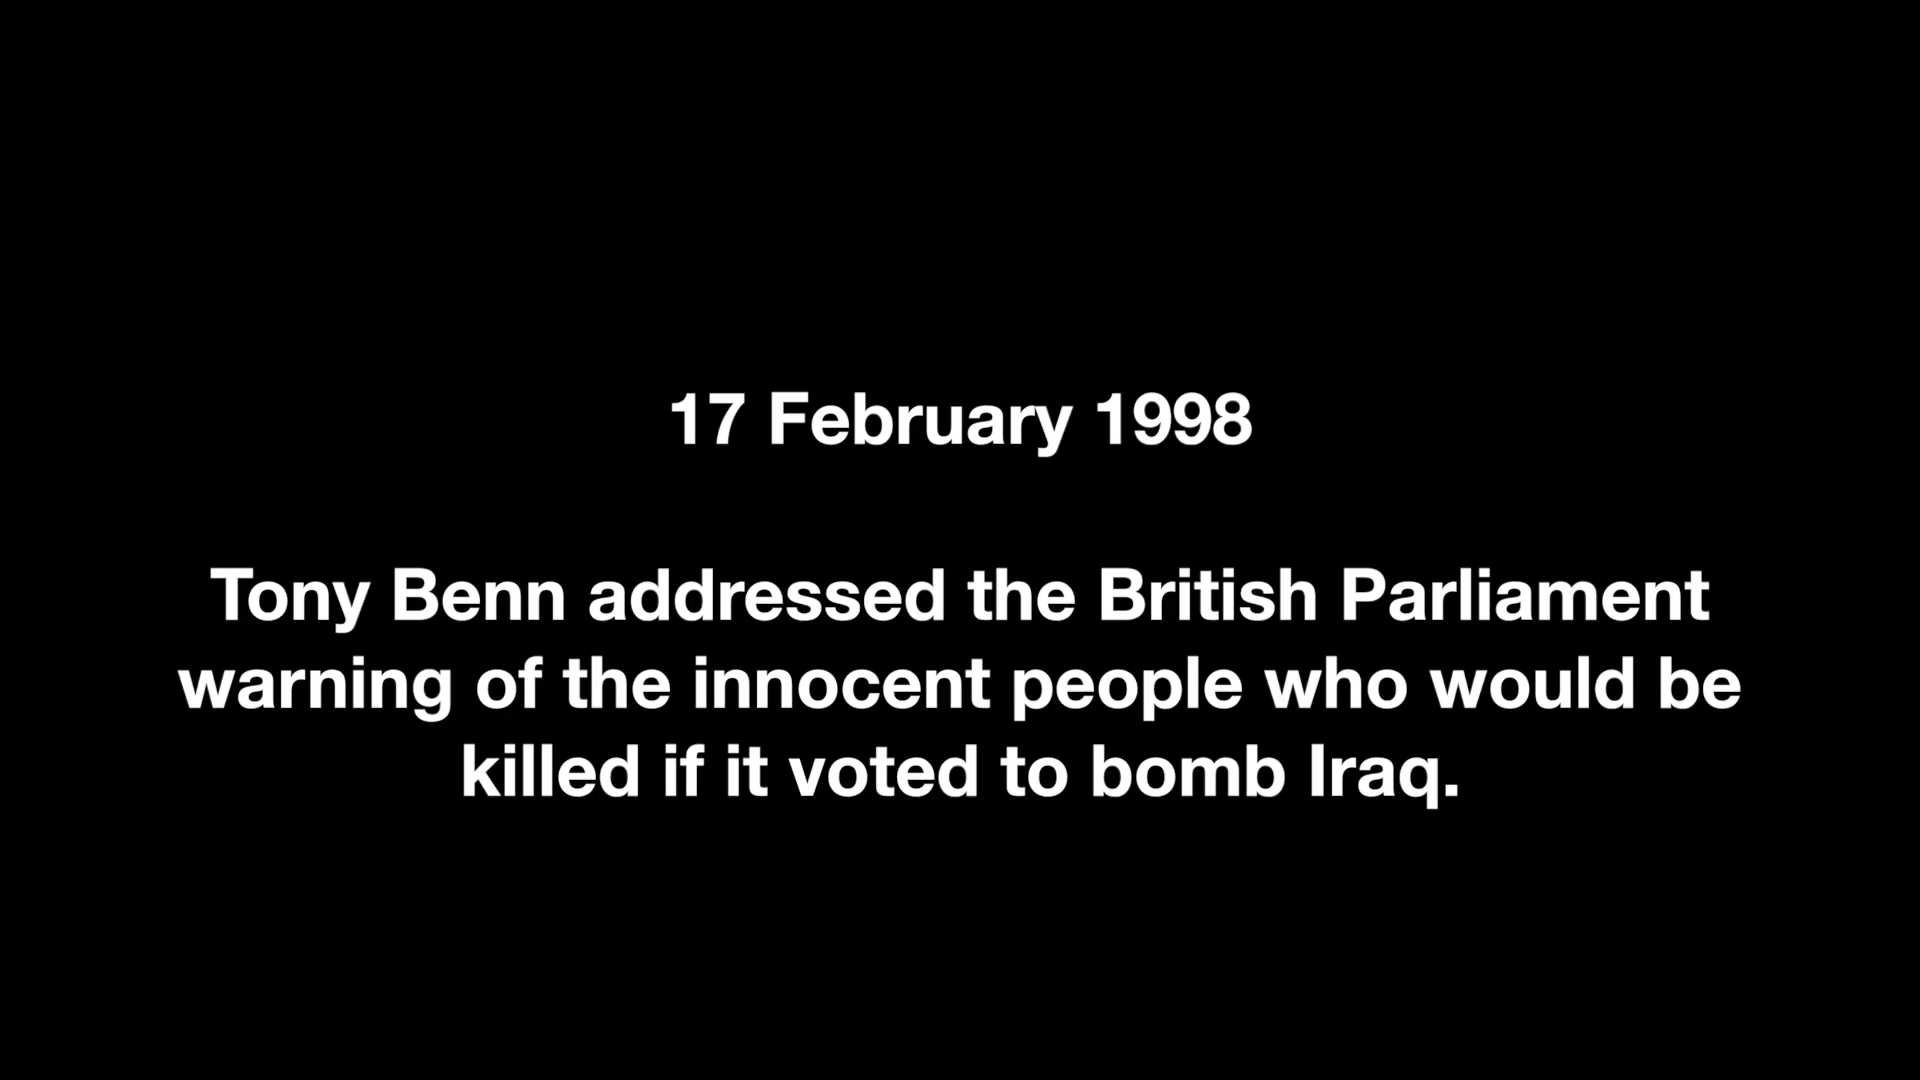 17 February 1998
Tony Benn addressed the British Parliament
warning of the innocent people who would be
killed if it voted to bomb Iraq.